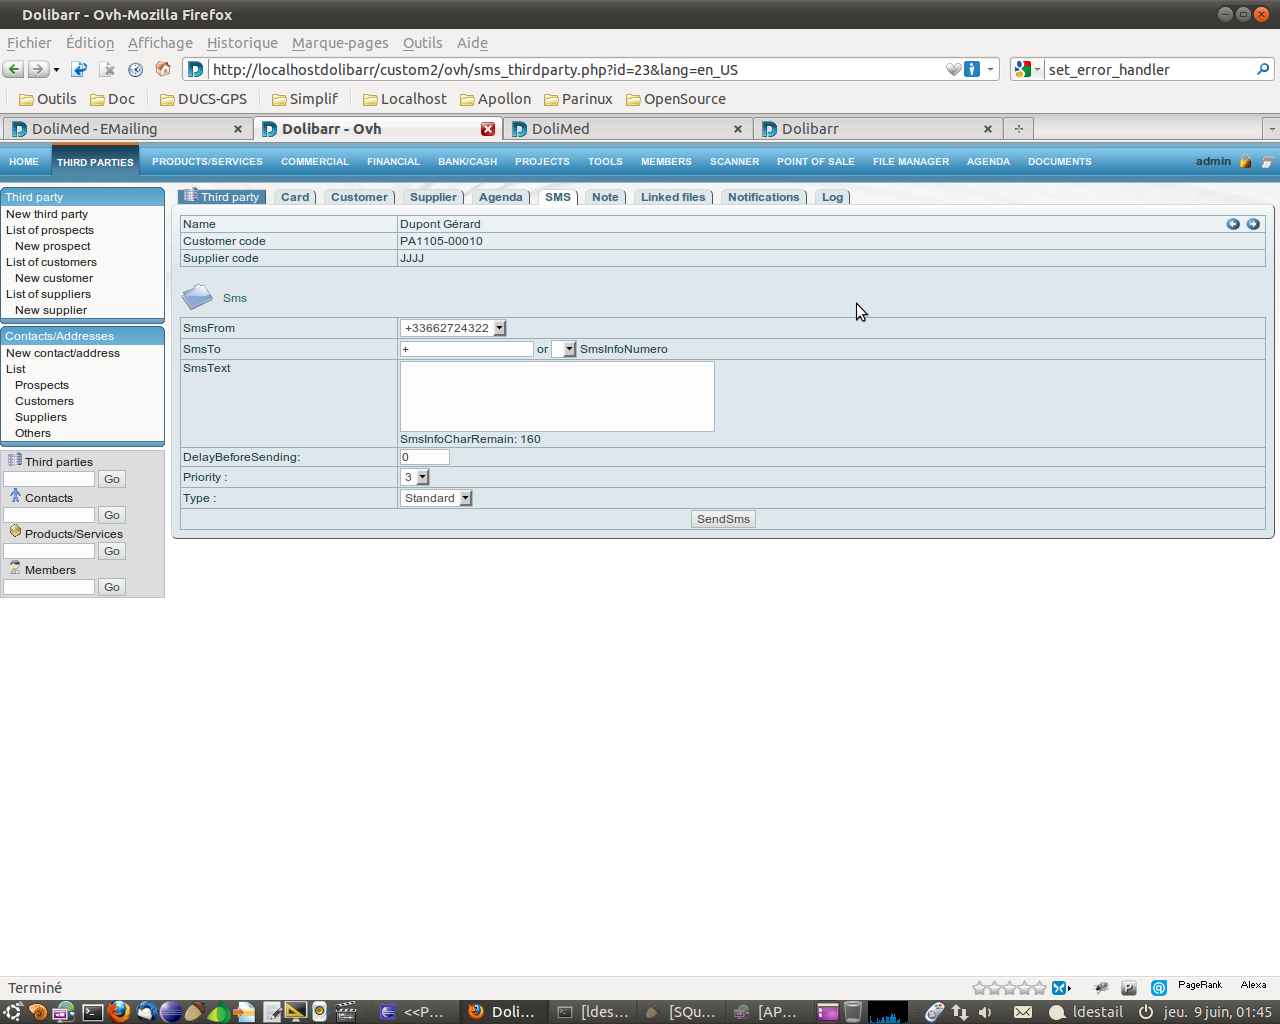 Dolibarr - Ovh-Mozilla Firefox
Fichier Édition Affichage Historique Marque-pages Outils Aide
http://localhostdolibarr/custom2/ovh/sms_thirdparty.php?id=23&lang=en_US set_error_handler
Outils Doc DUCS-GPS Simplif Localhost Apollon Parinux OpenSource
DoliMed - EMailing Dolibarr - Ovh DoliMed Dolibarr
HOME THIRD PARTIES PRODUCTS/SERVICES COMMERCIAL FINANCIAL BANK/CASH PROJECTS TOOLS MEMBERS SCANNER POINT OF SALE FILE MANAGER AGENDA DOCUMENTS admin
Third party
New third party
List of prospects
New prospect
List of customers
New customer
List of suppliers
New supplier
Contacts/Addresses
New contact/address
List
Prospects
Customers
Suppliers
Others
Third parties
Go
Contacts
Go
Products/Services
Go
Members
Go
Third party Card Customer Supplier Agenda SMS Note Linked files Notifications Log
Name Dupont Gérard
Customer code PA1105-00010
Supplier code JJJJ
Sms
SmsFrom +33662724322
SmsTo + or SmsInfoNumero
SmsText
SmsInfoCharRemain: 160
DelayBeforeSending: 0
Priority : 3
Type : Standard
SendSms
Terminé PageRank Alexa
<<P... Doli... [ldes... [SQu... [AP... ldestail jeu. 9 juin, 01:45